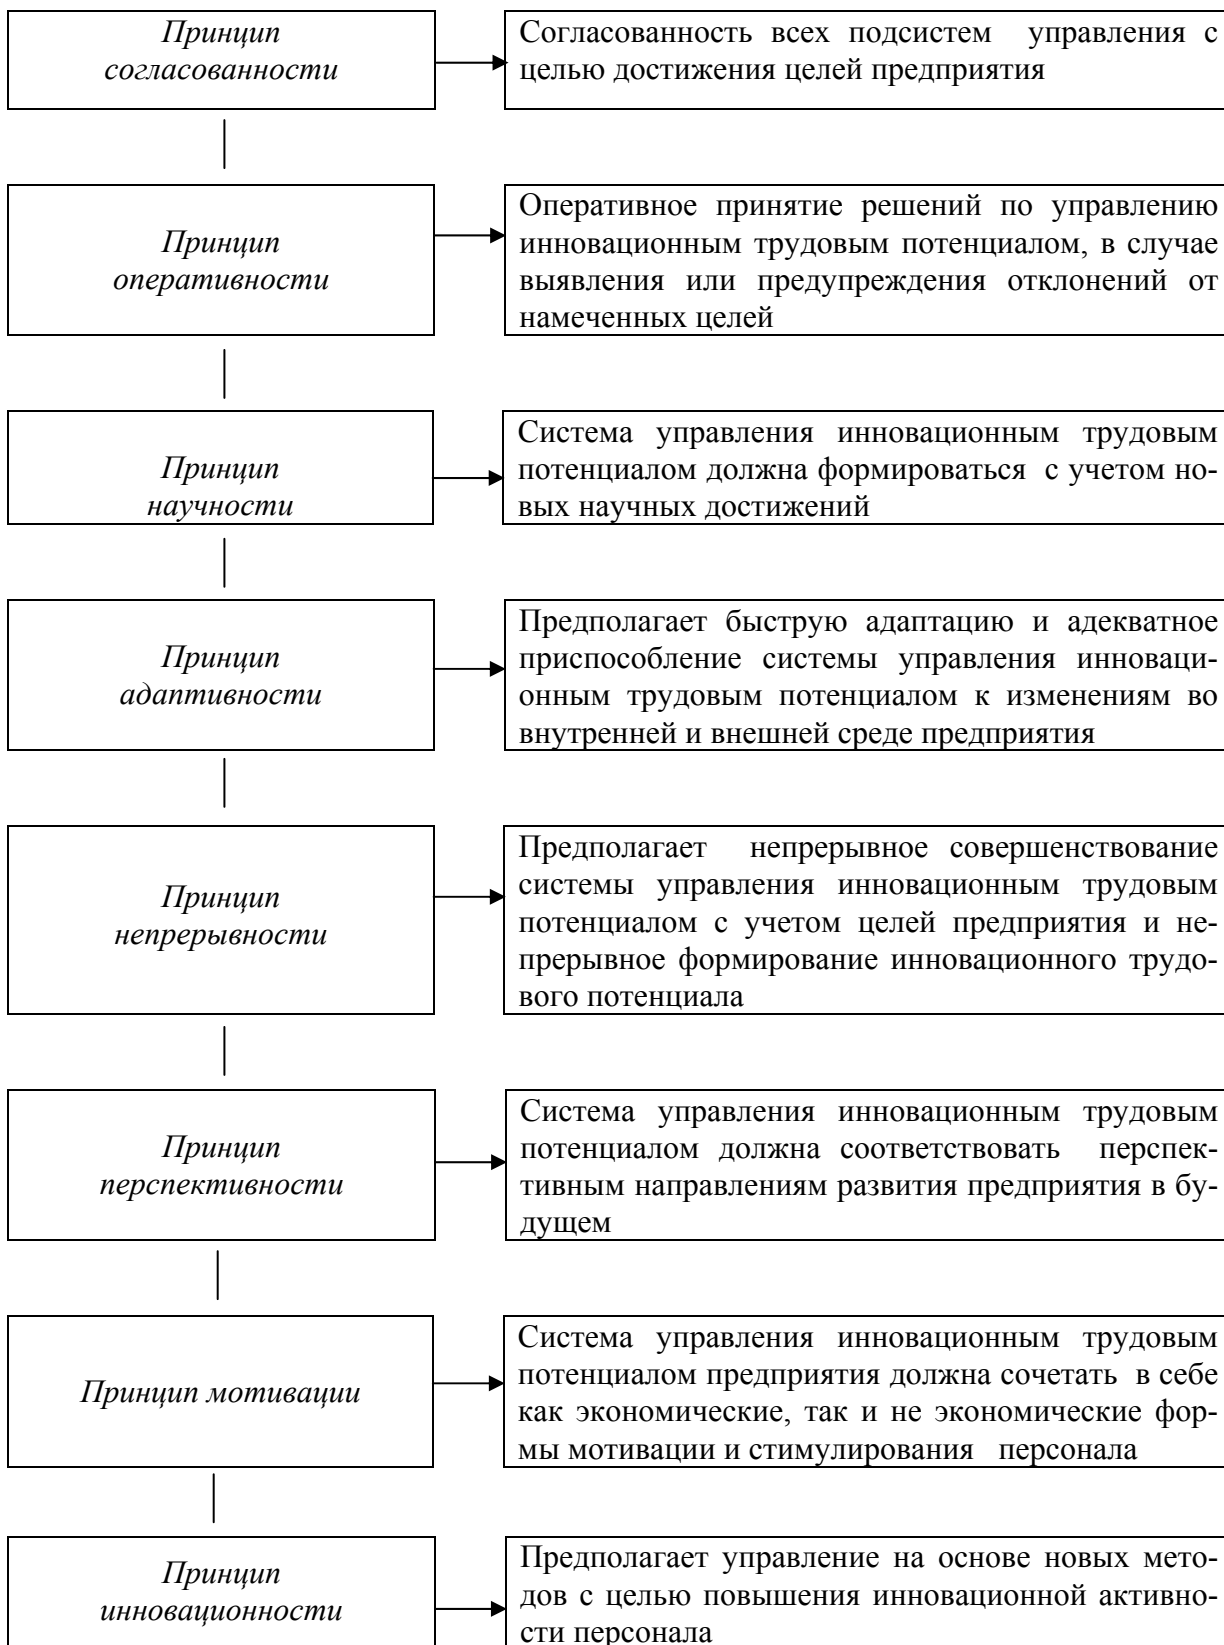 Принцип
согласованности
Согласованность всех подсистем управления с
целью достижения целей предприятия
Принцип
оперативности
Оперативное принятие решений по управлению
инновационным трудовым потенциалом, в случае
выявления или предупреждения отклонений от
намеченных целей
Принцип
научности
Система управления инновационным трудовым
потенциалом должна формироваться с учетом но-
вых научных достижений
Принцип
адаптивности
Предполагает быструю адаптацию и адекватное
приспособление системы управления инноваци-
онным трудовым потенциалом к изменениям во
внутренней и внешней среде предприятия
Принцип
непрерывности
Предполагает непрерывное совершенствование
системы управления инновационным трудовым
потенциалом с учетом целей предприятия и не-
прерывное формирование инновационного трудо-
вого потенциала
Принцип
перспективности
Система управления инновационным трудовым
потенциалом должна соответствовать перспек-
тивным направлениям развития предприятия в бу-
дущем
Принцип мотивации
Система управления инновационным трудовым
потенциалом предприятия должна сочетать в себе
как экономические, так и не экономические фор-
мы мотивации и стимулирования персонала
Принцип
инновационности
Предполагает управление на основе новых мето-
дов с целью повышения инновационной активно-
сти персонала